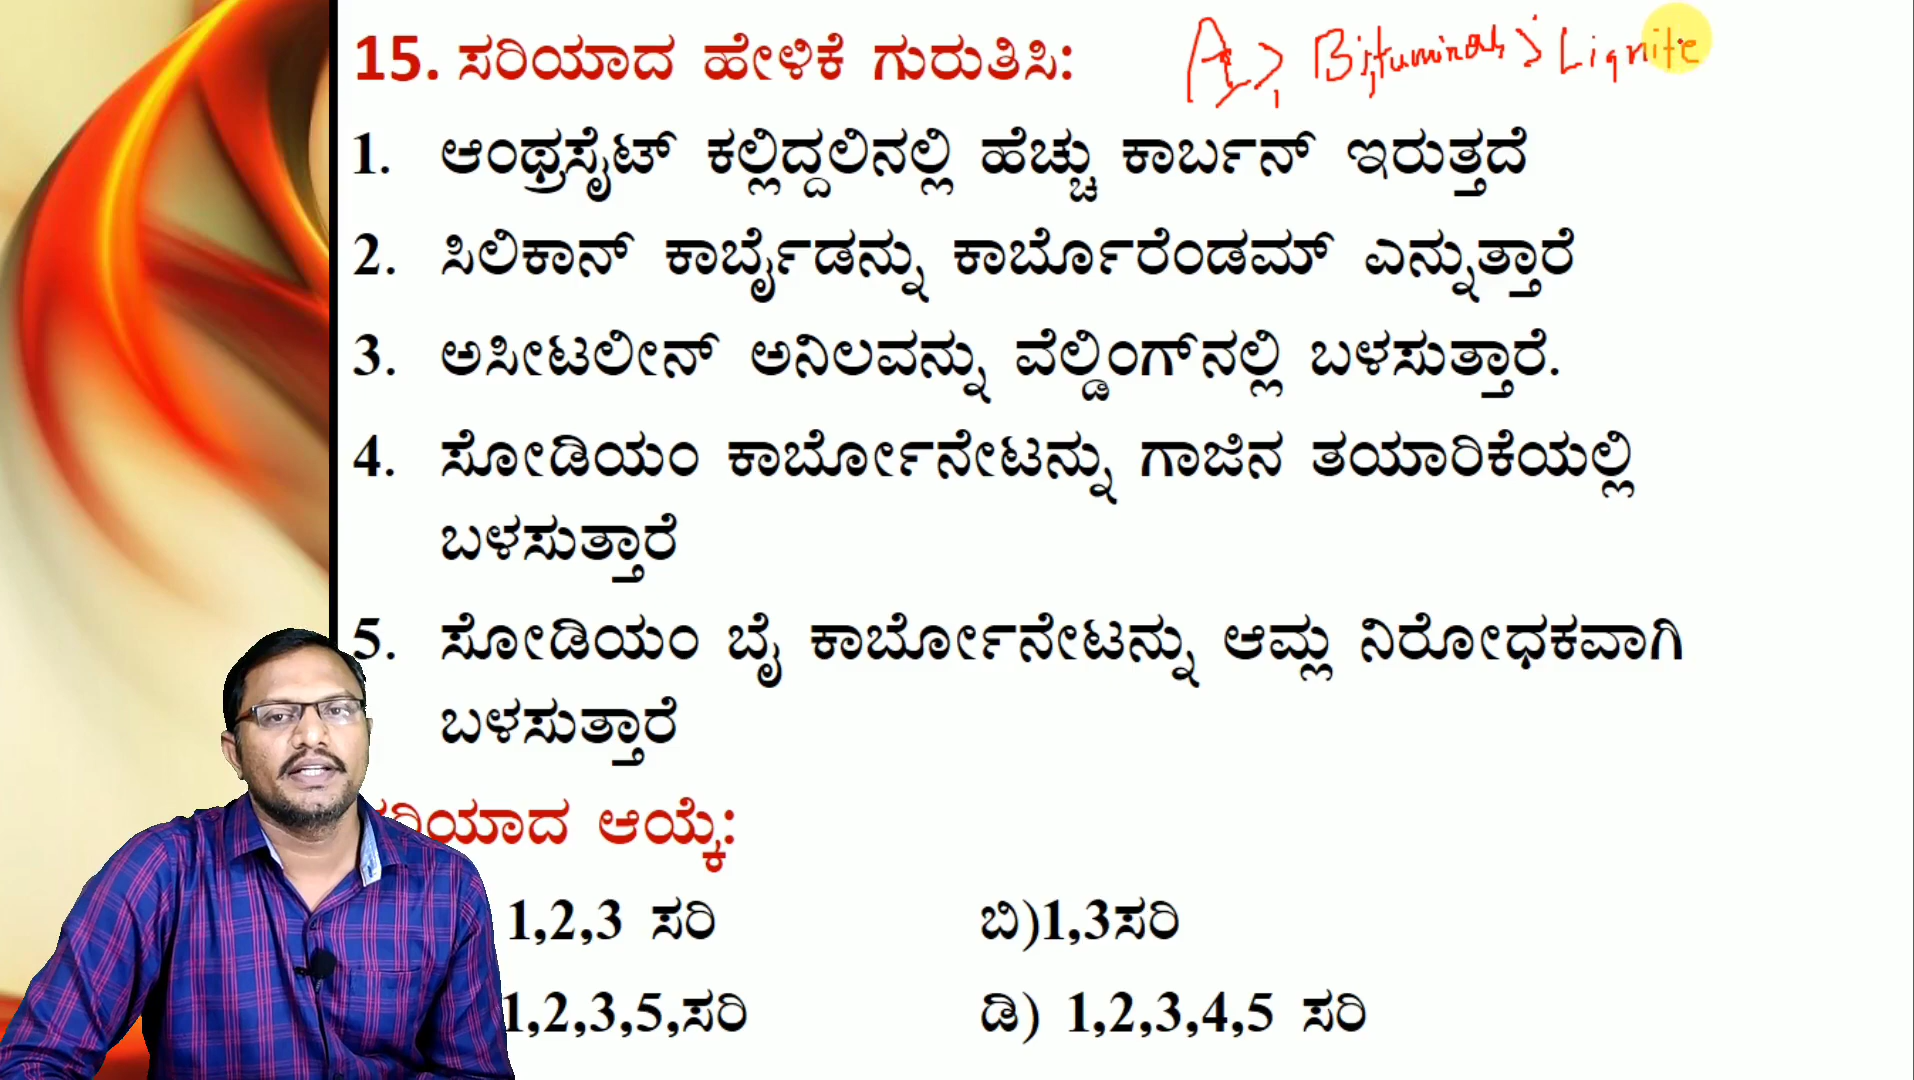 15. ಸರಿಯಾದ ಹೇಳಿಕೆ ಗುರುತಿಸಿ:
A > Bituminous > Lignite
1. ಆಂಥ್ರಸೈಟ್ ಕಲ್ಲಿದ್ದಲಿನಲ್ಲಿ ಹೆಚ್ಚು ಕಾರ್ಬನ್ ಇರುತ್ತದೆ
2. ಸಿಲಿಕಾನ್ ಕಾರ್ಬೈಡನ್ನು ಕಾರ್ಬೊರೆಂಡಮ್ ಎನ್ನುತ್ತಾರೆ
3. ಅಸೀಟಲೀನ್ ಅನಿಲವನ್ನು ವೆಲ್ಡಿಂಗ್‌ನಲ್ಲಿ ಬಳಸುತ್ತಾರೆ.
4. ಸೋಡಿಯಂ ಕಾರ್ಬೋನೇಟನ್ನು ಗಾಜಿನ ತಯಾರಿಕೆಯಲ್ಲಿ
ಬಳಸುತ್ತಾರೆ
5. ಸೋಡಿಯಂ ಬೈ ಕಾರ್ಬೋನೇಟನ್ನು ಆಮ್ಲ ನಿರೋಧಕವಾಗಿ
ಬಳಸುತ್ತಾರೆ
ಸರಿಯಾದ ಆಯ್ಕೆ:
1,2,3 ಸರಿ
ಬಿ)1,3ಸರಿ
1,2,3,5,ಸರಿ
ಡಿ) 1,2,3,4,5 ಸರಿ